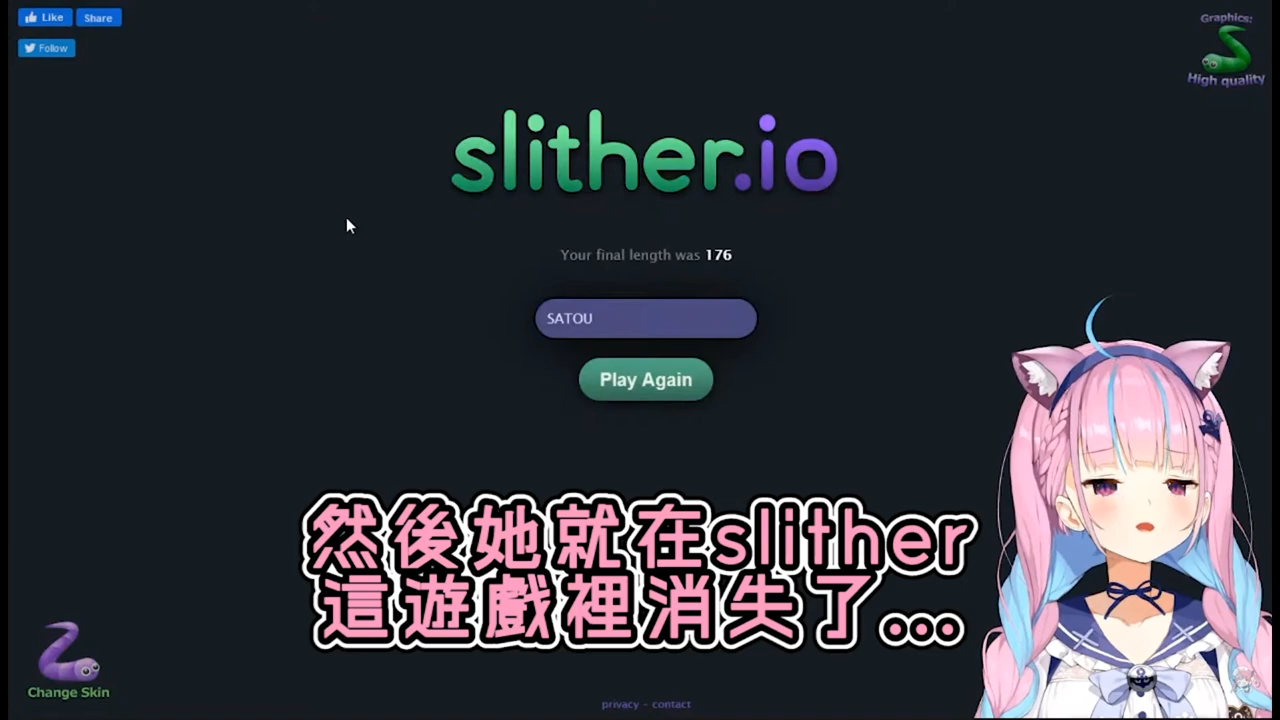 Like
Share
Follow
Graphics:
High quality
slither.io
Your final length was 176
SATOU
Play Again
然後她就在slither
這遊戲裡消失了...
Change Skin
privacy - contact